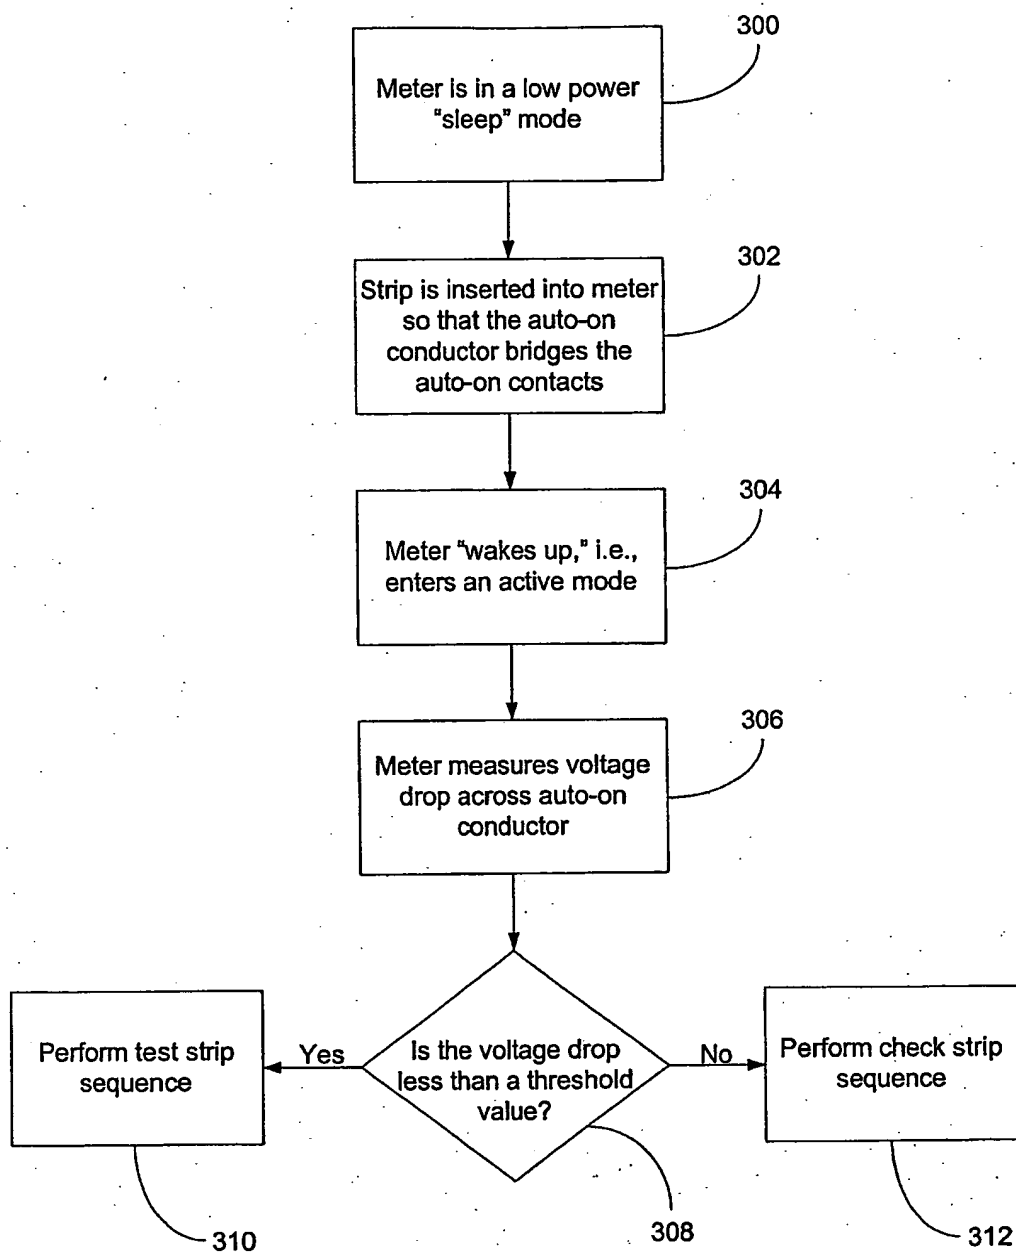 300
Meter is in a low power
"sleep" mode
302
Strip is inserted into meter
so that the auto-on
conductor bridges the
auto-on contacts
304
Meter "wakes up," i.e.,
enters an active mode
306
Meter measures voltage
drop across auto-on
conductor
Perform test strip
sequence
Yes
Is the voltage drop
less than a threshold
value?
No
Perform check strip
sequence
310
308
312